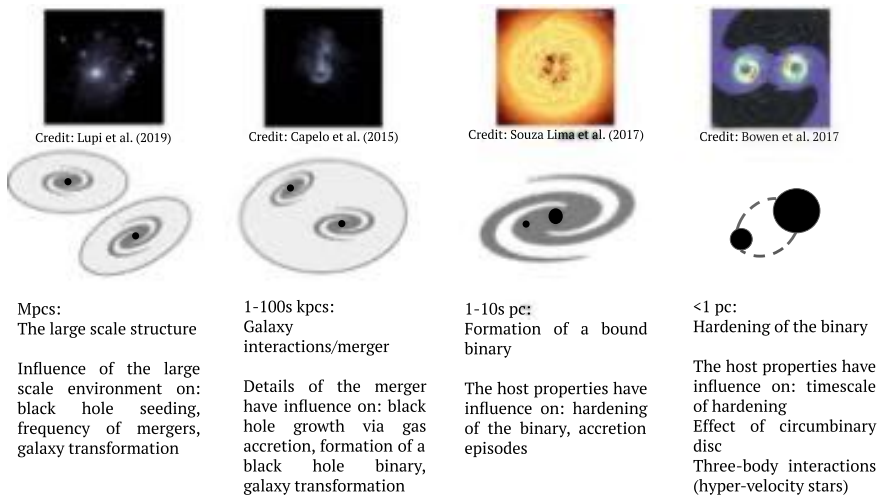 Credit: Lupi et al. (2019)
Credit: Capelo et al. (2015)
Credit: Souza Lima et al. (2017)
Credit: Bowen et al. 2017
Mpcs:
The large scale structure
Influence of the large
scale environment on:
black hole seeding,
frequency of mergers,
galaxy transformation
1-100s kpcs:
Galaxy
interactions/merger
Details of the merger
have influence on: black
hole growth via gas
accretion, formation of a
black hole binary,
galaxy transformation
1-10s pc:
Formation of a bound
binary
The host properties have
influence on: hardening
of the binary, accretion
episodes
<1 pc:
Hardening of the binary
The host properties have
influence on: timescale
of hardening
Effect of circumbinary
disc
Three-body interactions
(hyper-velocity stars)